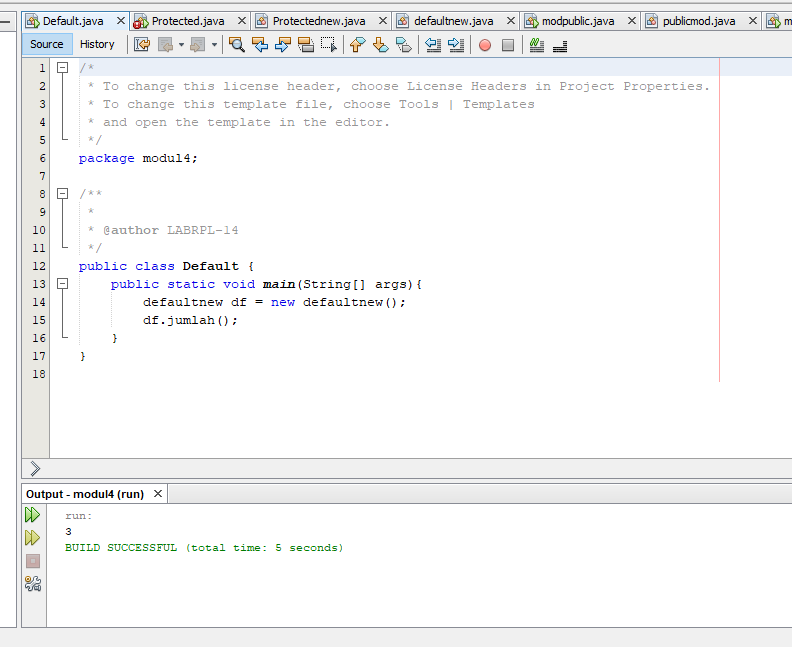 Default.java Protected.java Protectednew.java defaultnew.java modpublic.java publicmod.java m
Source History
1 /*
2 * To change this license header, choose License Headers in Project Properties.
3 * To change this template file, choose Tools | Templates
4 * and open the template in the editor.
5 */
6 package modul4;
7
8 /**
9 *
10 * @author LABRPL-14
11 */
12 public class Default {
13 public static void main(String[] args){
14 defaultnew df = new defaultnew();
15 df.jumlah();
16 }
17 }
18
Output - modul4 (run)
run:
3
BUILD SUCCESSFUL (total time: 5 seconds)